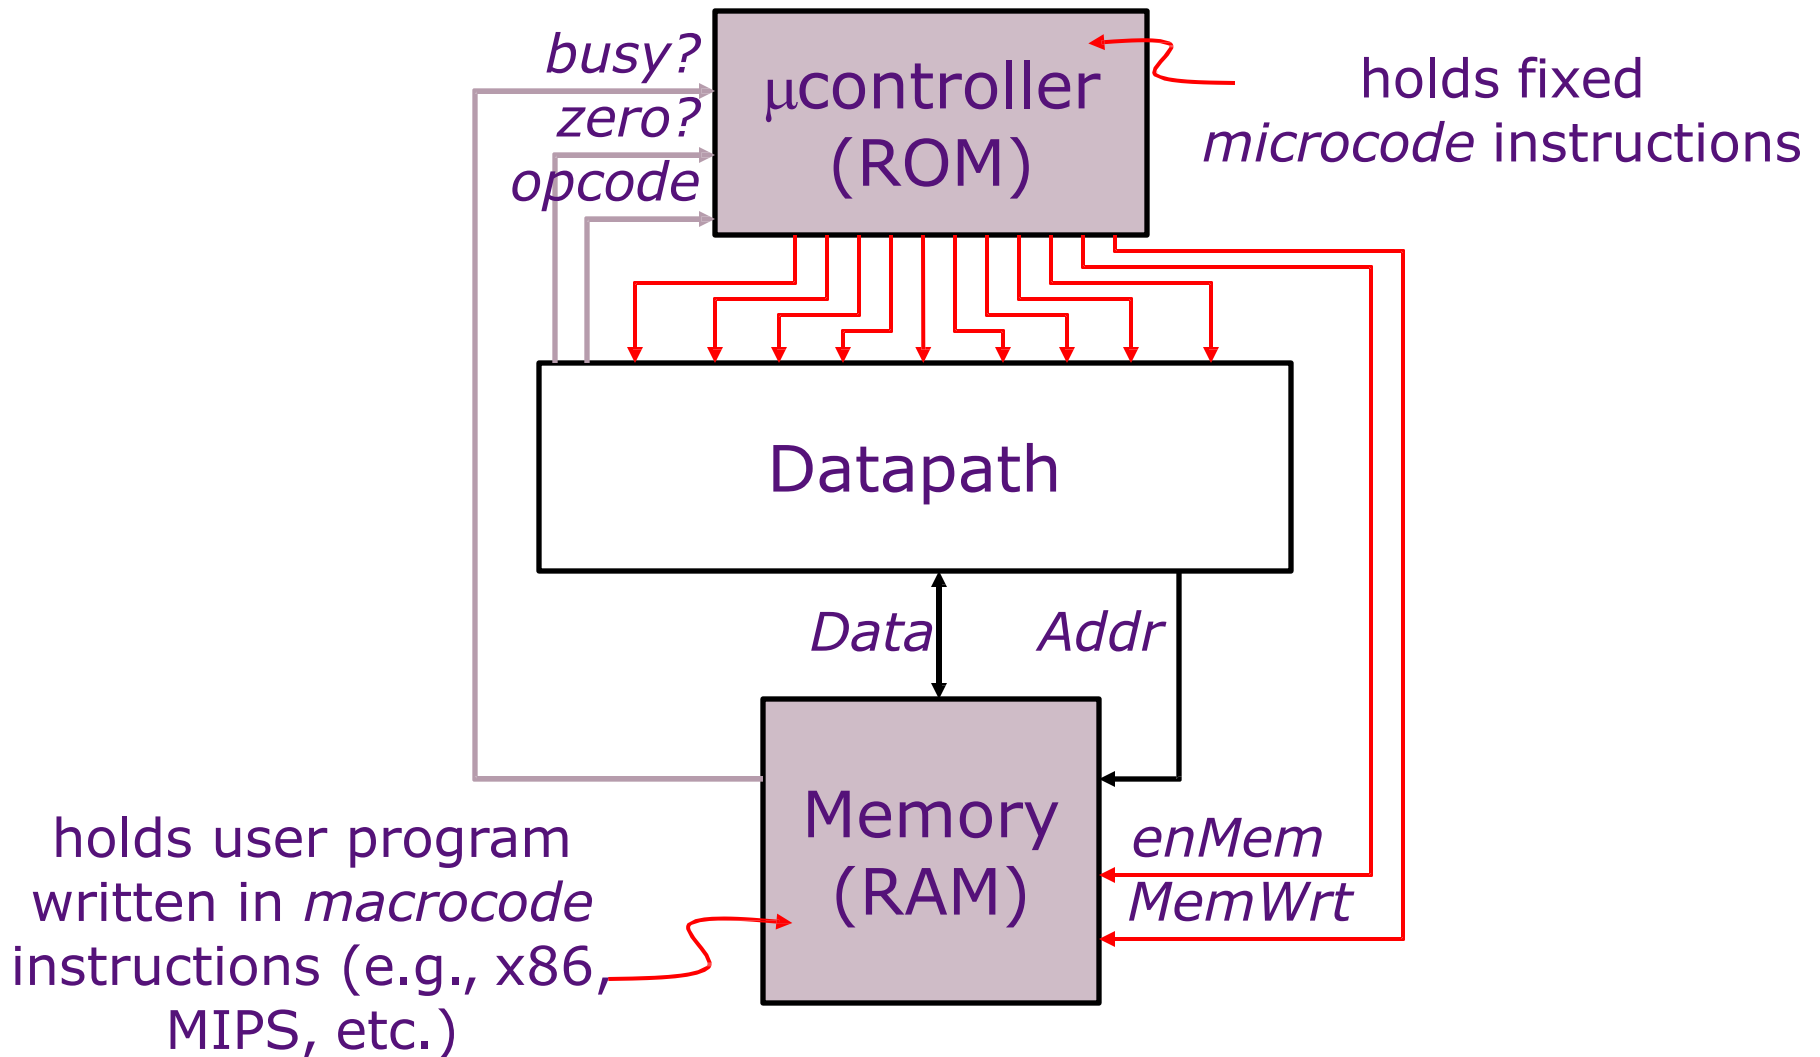 busy?
zero?
opcode
μcontroller
(ROM)
holds fixed
microcode instructions
Datapath
Data
Addr
Memory
(RAM)
enMem
MemWrt
holds user program
written in macrocode
instructions (e.g., x86,
MIPS, etc.)